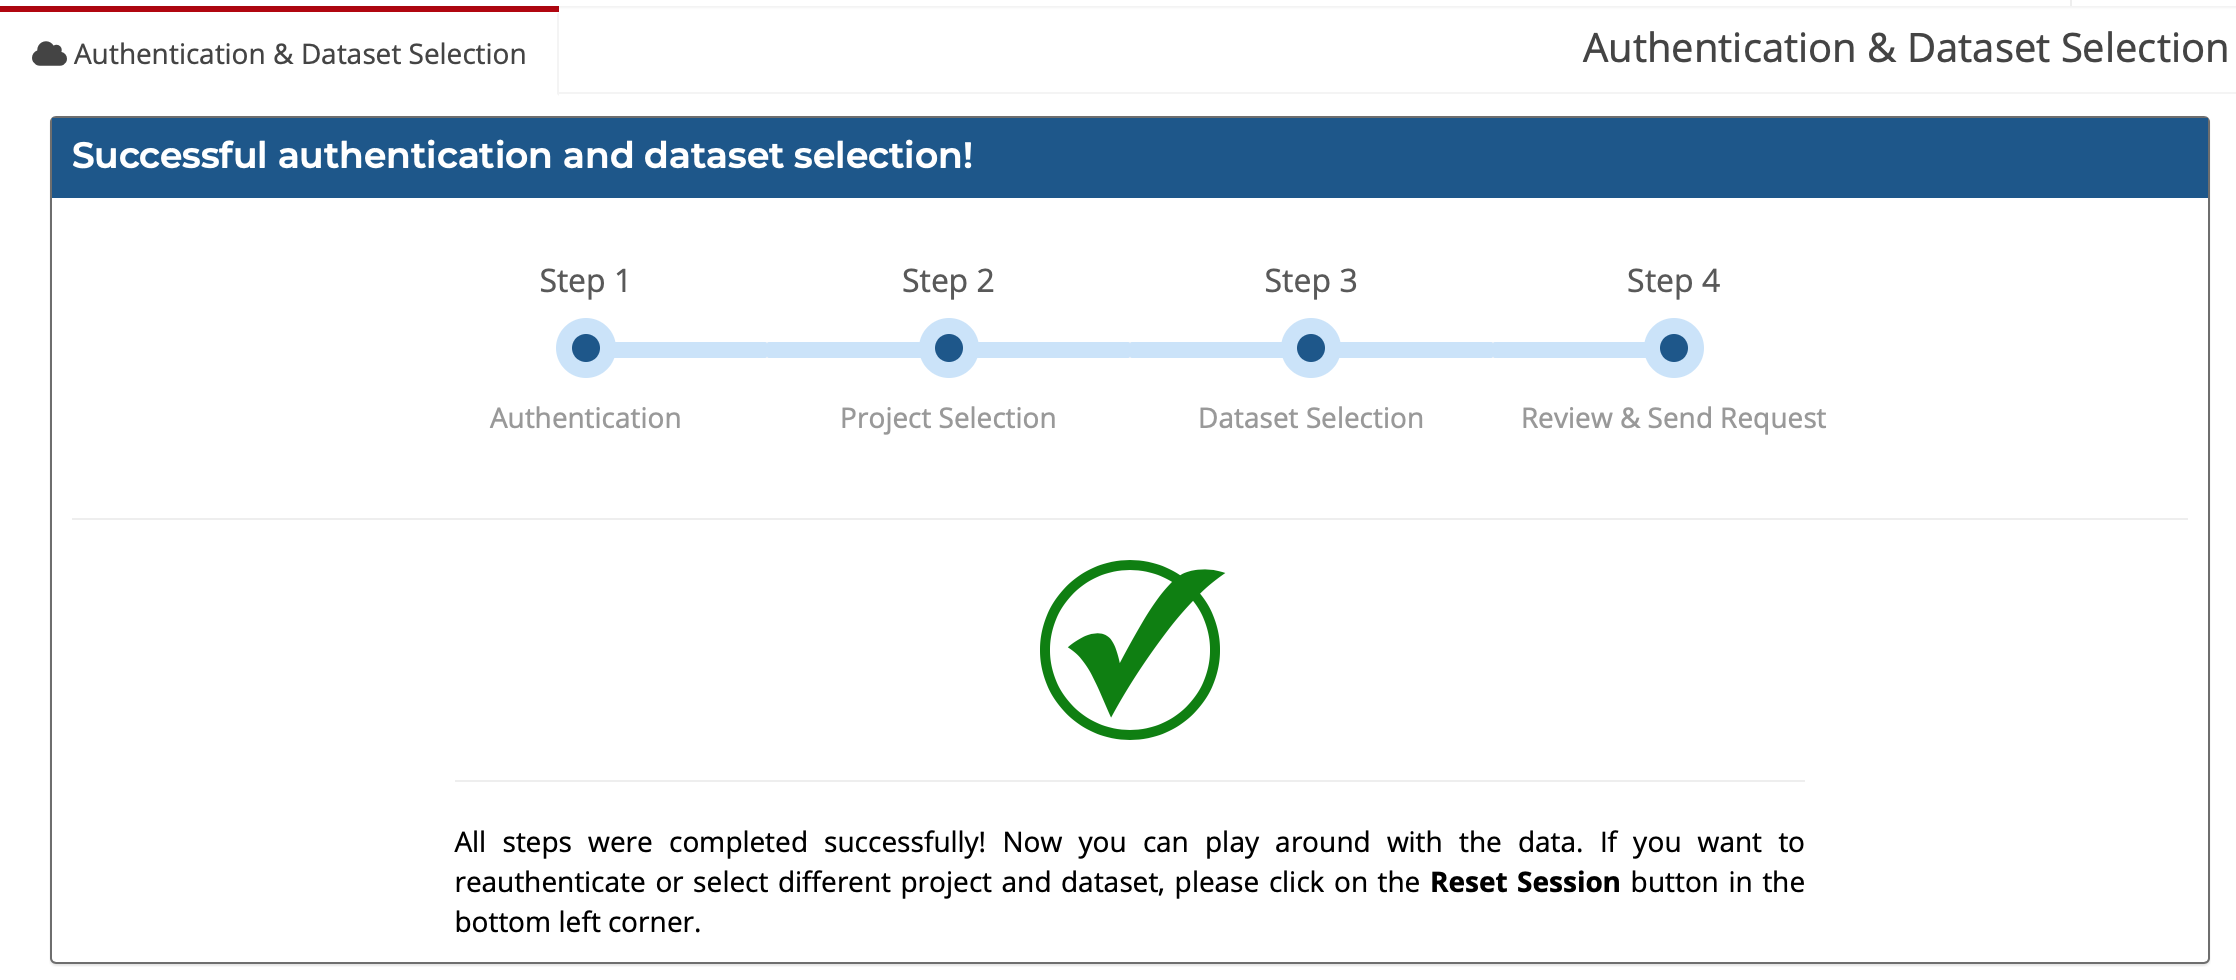 Authentication & Dataset Selection
Authentication & Dataset Selection
Successful authentication and dataset selection!
Step 1
Step 2
Step 3
Step 4
Authentication
Project Selection
Dataset Selection
Review & Send Request
All steps were completed successfully! Now you can play around with the data. If you want to
reauthenticate or select different project and dataset, please click on the Reset Session button in the
bottom left corner.